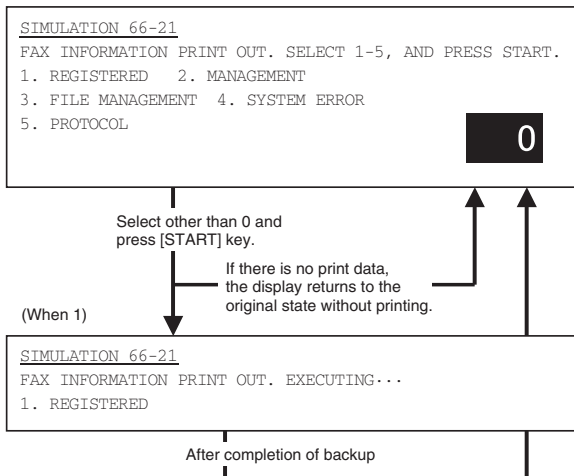 SIMULATION 66-21
FAX INFORMATION PRINT OUT. SELECT 1-5, AND PRESS START.
1. REGISTERED 2. MANAGEMENT
3. FILE MANAGEMENT 4. SYSTEM ERROR
5. PROTOCOL
0
Select other than 0 and
press [START] key.
If there is no print data,
the display returns to the
original state without printing.
(When 1)
SIMULATION 66-21
FAX INFORMATION PRINT OUT. EXECUTING···
1. REGISTERED
After completion of backup